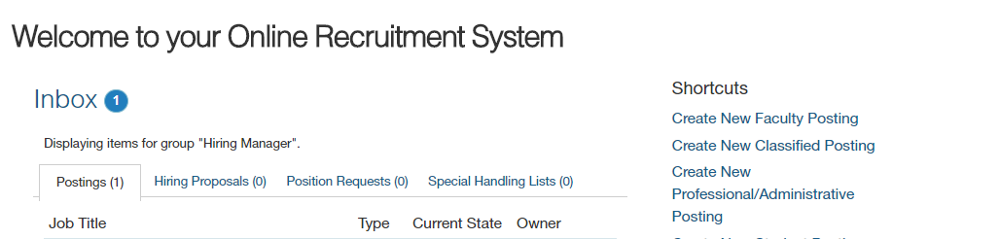 Welcome to your Online Recruitment System
Inbox 1
Displaying items for group "Hiring Manager".
Postings (1) Hiring Proposals (0) Position Requests (0) Special Handling Lists (0)
Job Title Type Current State Owner
Shortcuts
Create New Faculty Posting
Create New Classified Posting
Create New
Professional/Administrative
Posting